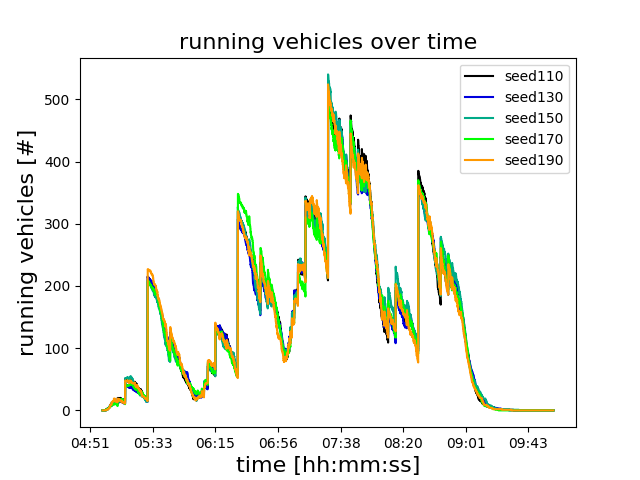 running vehicles over time
running vehicles [#]
500
400
300
200
100
0
seed110
seed130
seed150
seed170
seed190
04:51 05:33 06:15 06:56 07:38 08:20 09:01 09:43
time [hh:mm:ss]